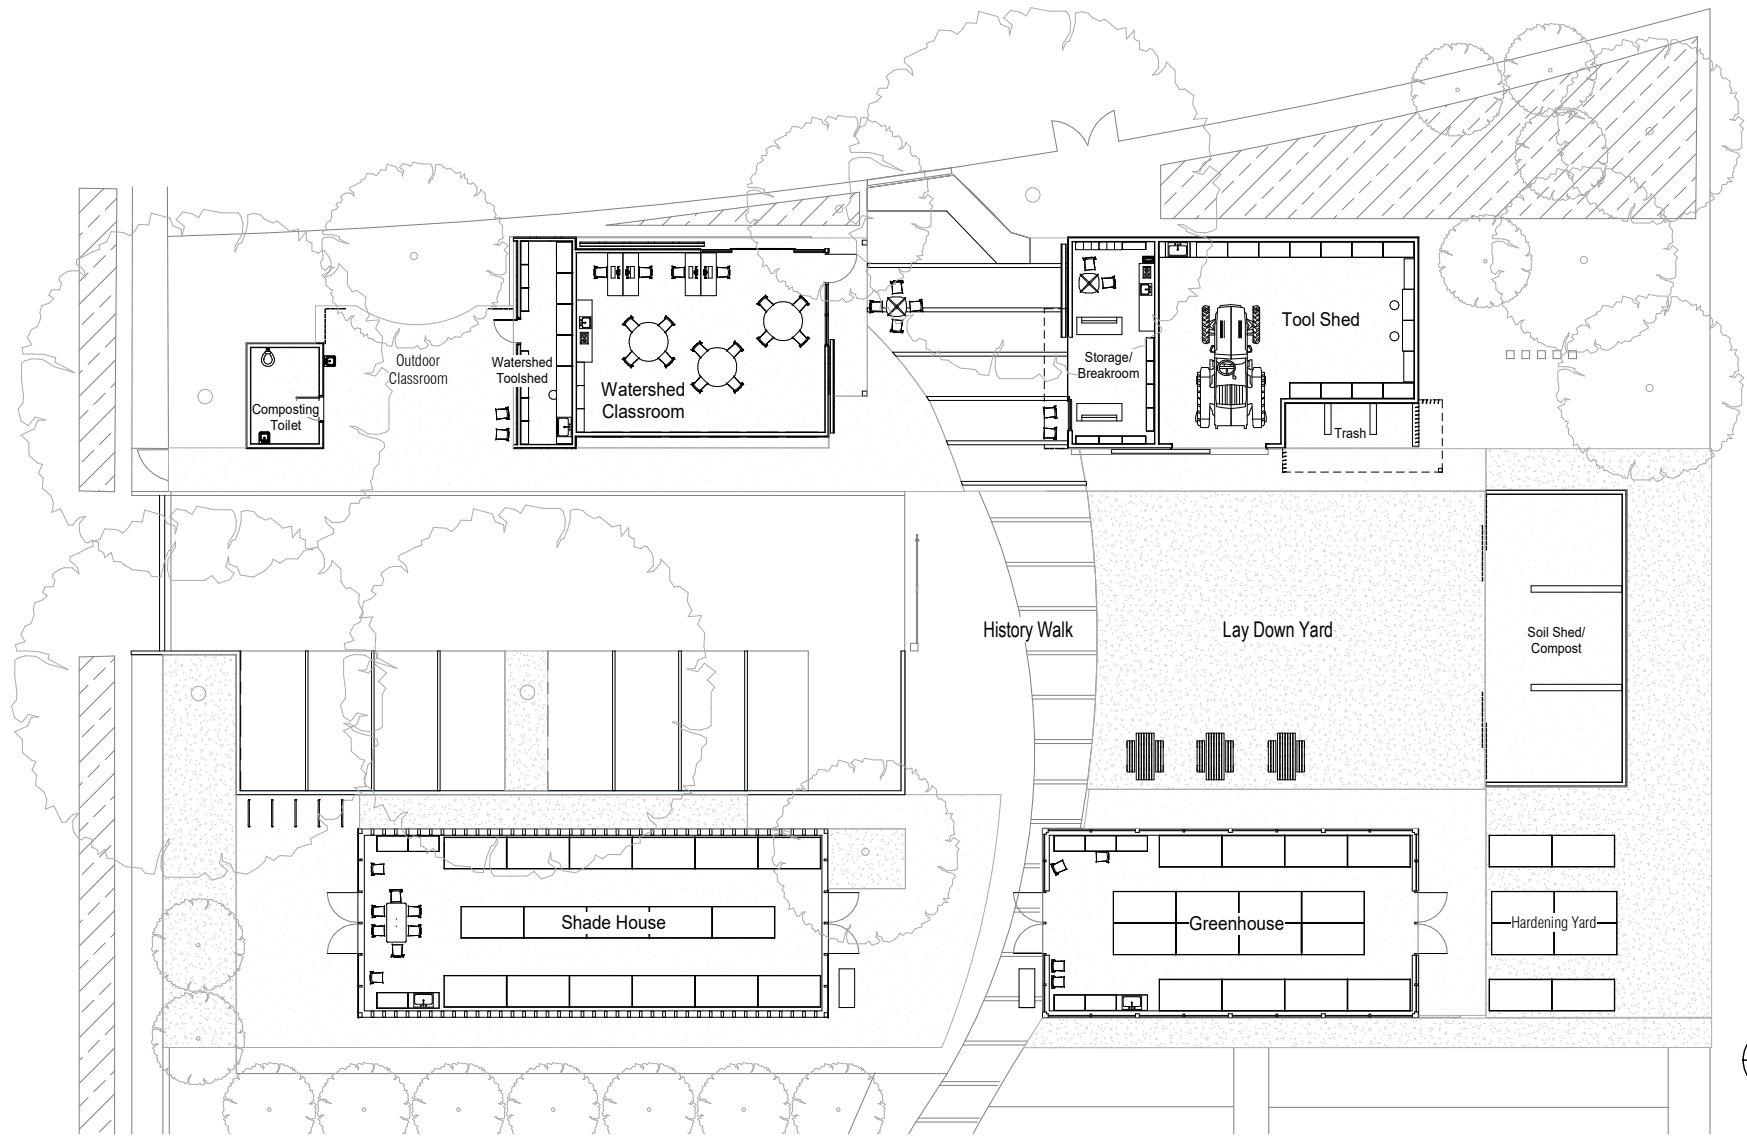 Tool Shed
Outdoor
Classroom
Watershed
Toolshed
Storage/
Breakroom
Watershed
Classroom
Composting
Toilet
Trash
History Walk
Lay Down Yard
Soil Shed/
Compost
Shade House
Greenhouse
Hardening Yard